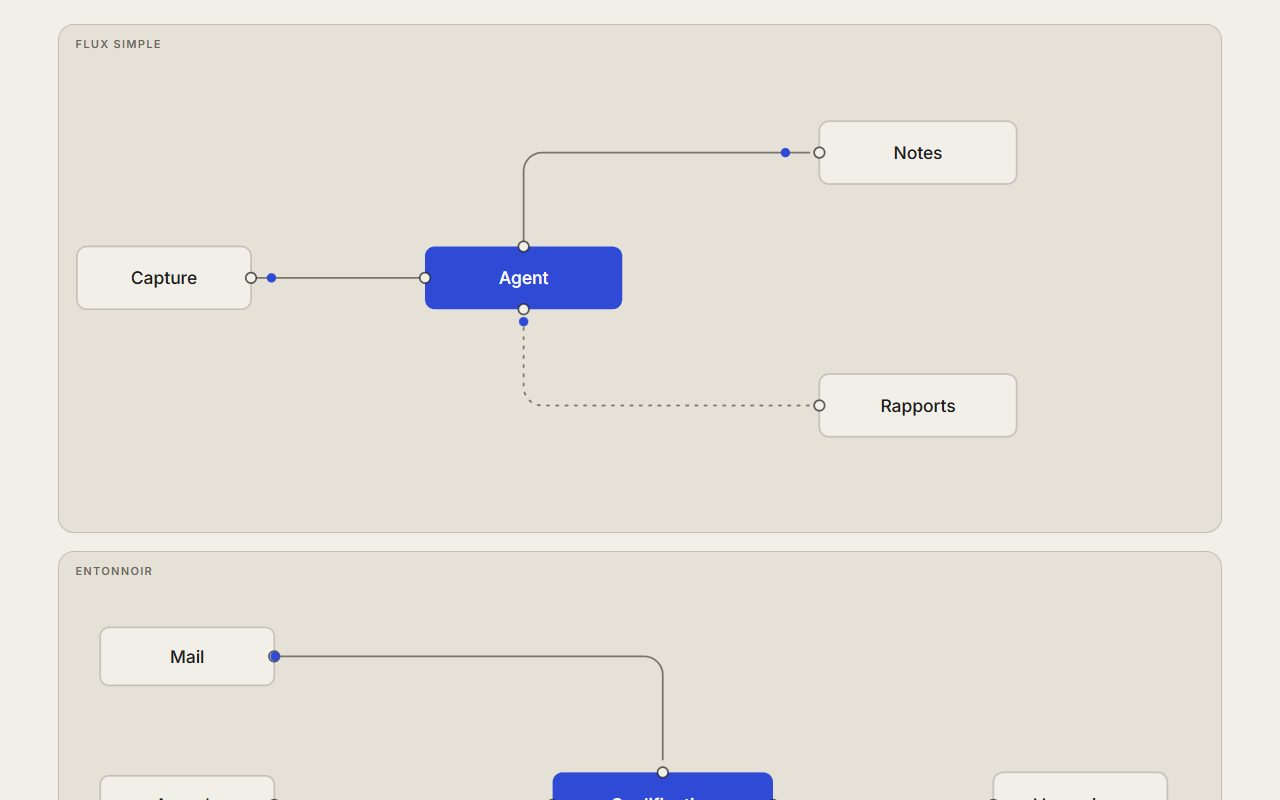 FLUX SIMPLE
Notes
Capture
Agent
Rapports
ENTONNOIR
Mail